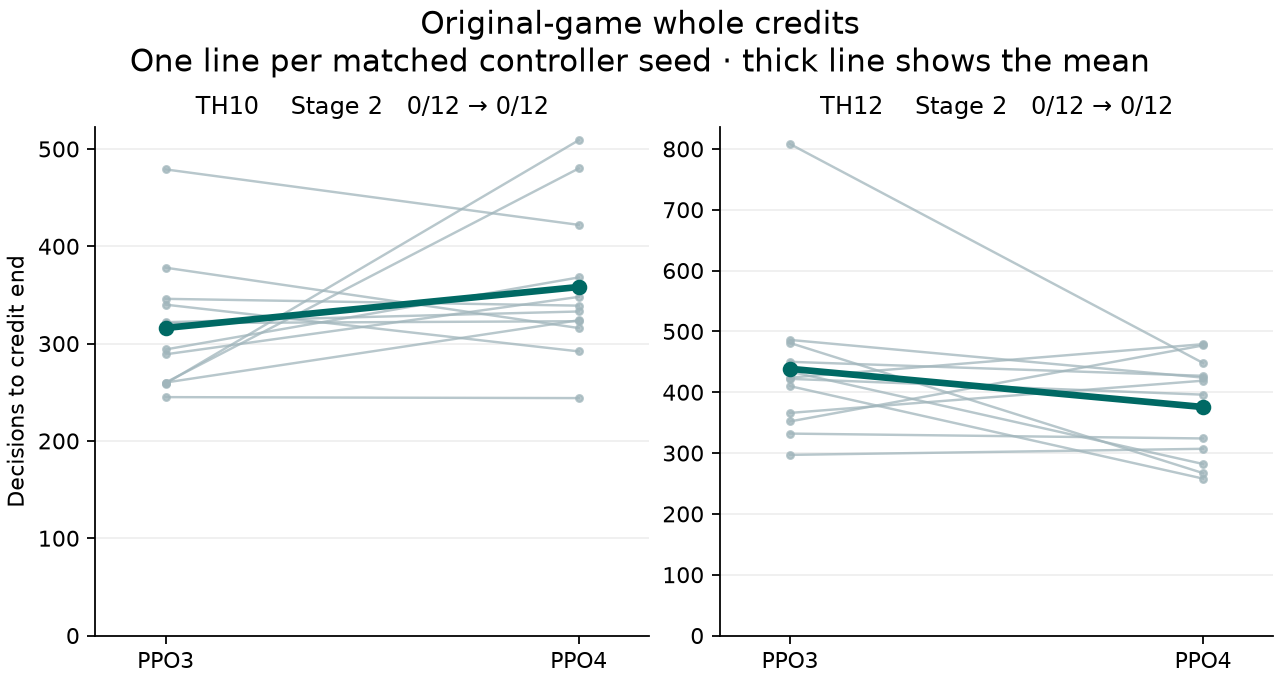 Original-game whole credits
One line per matched controller seed · thick line shows the mean
TH10 Stage 2 0/12 → 0/12
Decisions to credit end
500
400
300
200
100
0
PPO3 PPO4
TH12 Stage 2 0/12 → 0/12
800
700
600
500
400
300
200
100
0
PPO3 PPO4